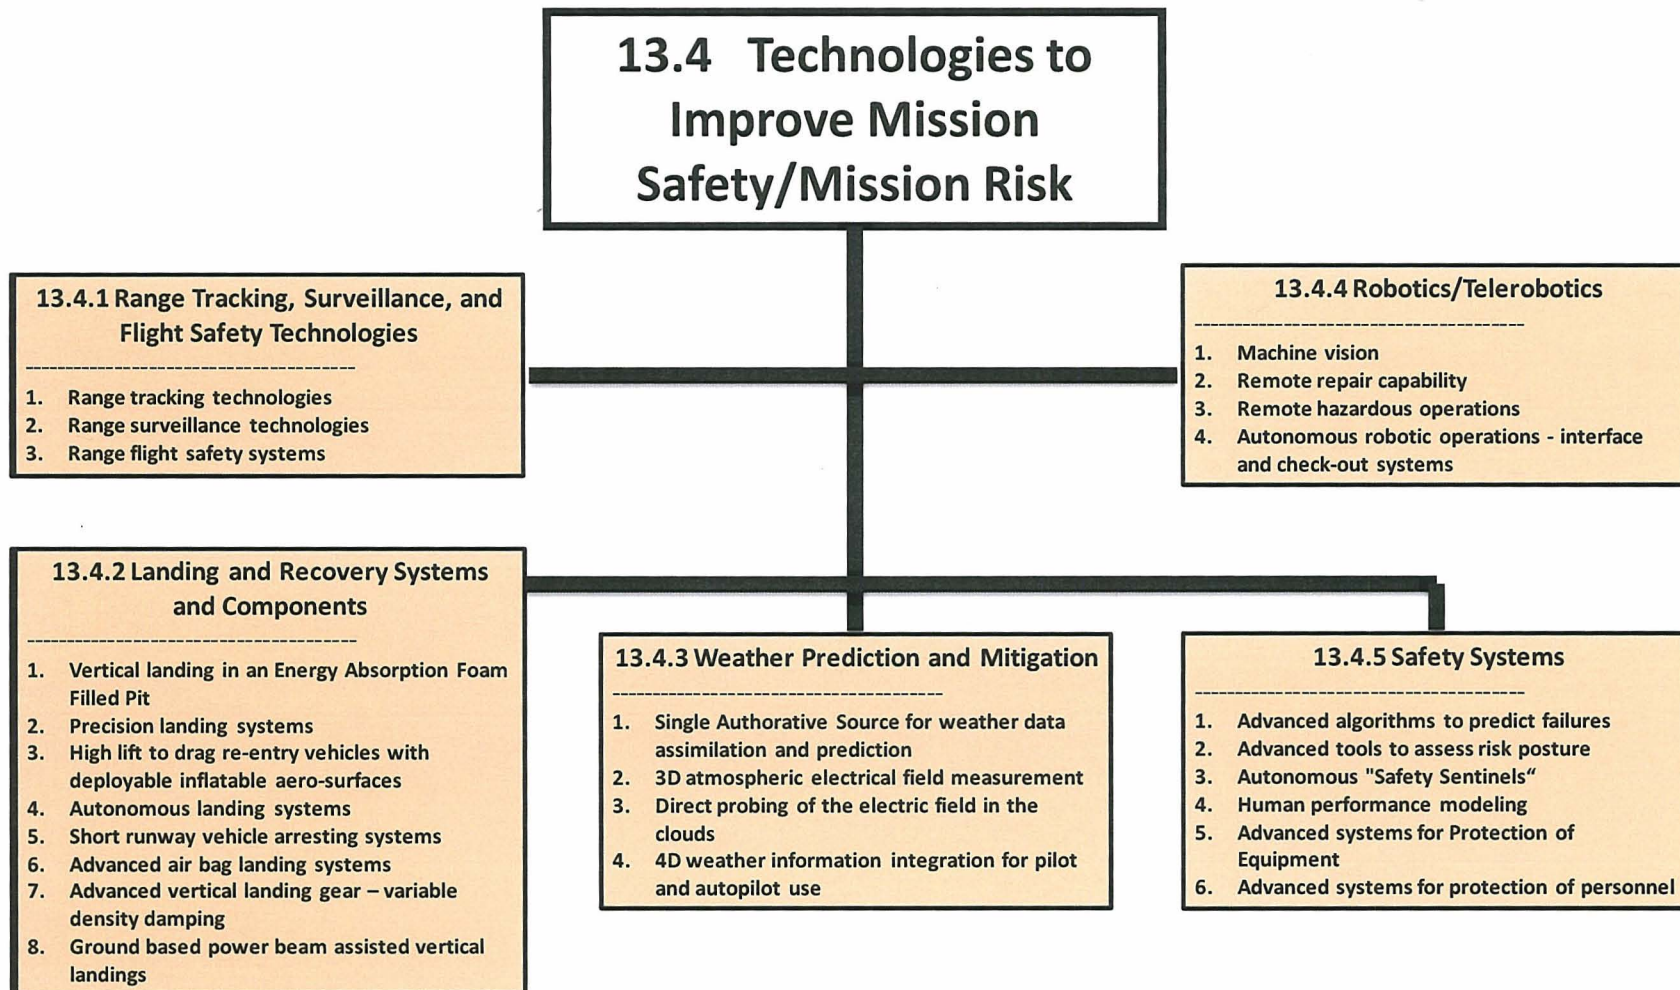 13.4 Technologies to
Improve Mission
Safety/Mission Risk
13.4.1 Range Tracking, Surveillance, and
Flight Safety Technologies
----------------------------------------
1. Range tracking technologies
2. Range surveillance technologies
3. Range flight safety systems
13.4.2 Landing and Recovery Systems
and Components
----------------------------------------
1. Vertical landing in an Energy Absorption Foam
Filled Pit
2. Precision landing systems
3. High lift to drag re-entry vehicles with
deployable inflatable aero-surfaces
4. Autonomous landing systems
5. Short runway vehicle arresting systems
6. Advanced air bag landing systems
7. Advanced vertical landing gear – variable
density damping
8. Ground based power beam assisted vertical
landings
13.4.3 Weather Prediction and Mitigation
----------------------------------------
1. Single Authorative Source for weather data
assimilation and prediction
2. 3D atmospheric electrical field measurement
3. Direct probing of the electric field in the
clouds
4. 4D weather information integration for pilot
and autopilot use
13.4.4 Robotics/Telerobotics
----------------------------------------
1. Machine vision
2. Remote repair capability
3. Remote hazardous operations
4. Autonomous robotic operations - interface
and check-out systems
13.4.5 Safety Systems
----------------------------------------
1. Advanced algorithms to predict failures
2. Advanced tools to assess risk posture
3. Autonomous "Safety Sentinels“
4. Human performance modeling
5. Advanced systems for Protection of
Equipment
6. Advanced systems for protection of personnel